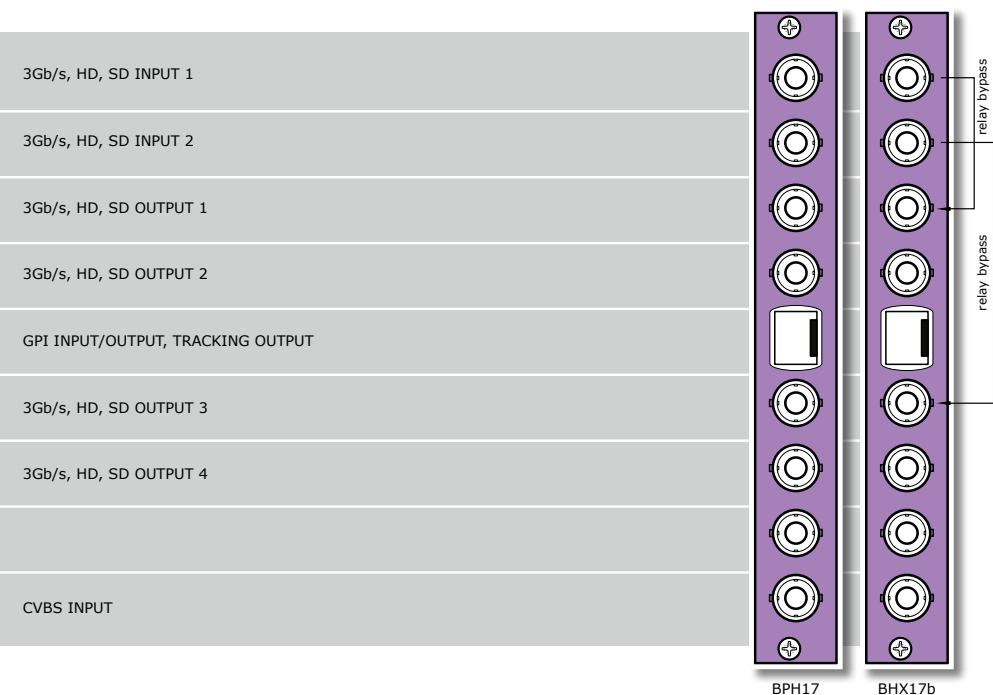 3Gb/s, HD, SD INPUT 1
3Gb/s, HD, SD INPUT 2
3Gb/s, HD, SD OUTPUT 1
3Gb/s, HD, SD OUTPUT 2
GPI INPUT/OUTPUT, TRACKING OUTPUT
3Gb/s, HD, SD OUTPUT 3
3Gb/s, HD, SD OUTPUT 4
CVBS INPUT
relay bypass
relay bypass
BPH17
BHX17b